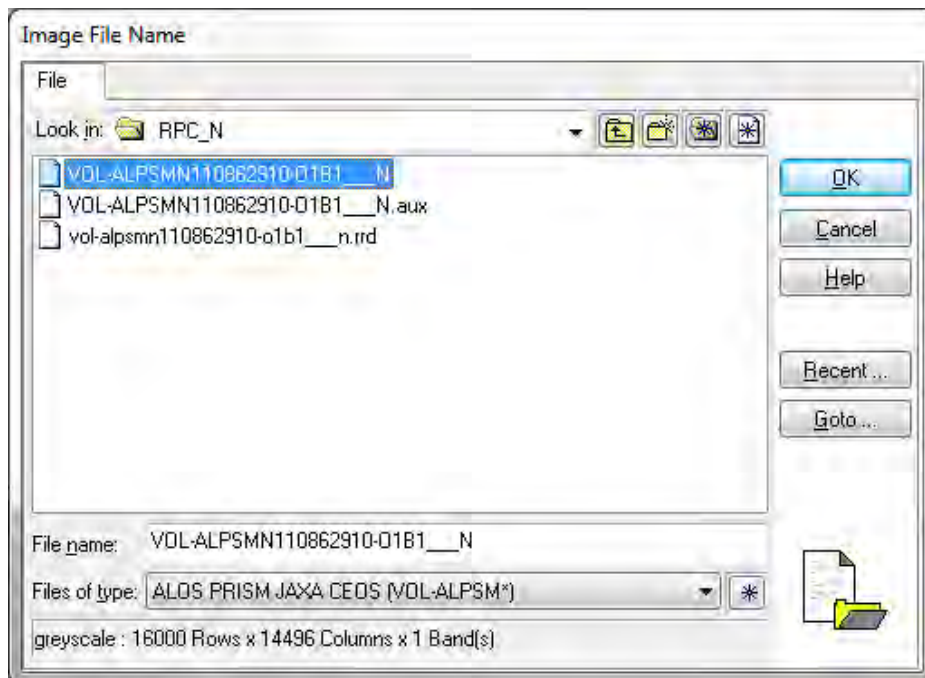 Image File Name
File
Look in: RPC_N
VOL-ALPSMN110862910-O1B1___N
VOL-ALPSMN110862910-O1B1___N.aux
vol-alpsmn110862910-o1b1___n.rrd
OK
Cancel
Help
Recent ...
Goto ...
File name: VOL-ALPSMN110862910-O1B1___N
Files of type: ALOS PRISM JAXA CEOS (VOL-ALPSM*)
greyscale : 16000 Rows x 14496 Columns x 1 Band(s)